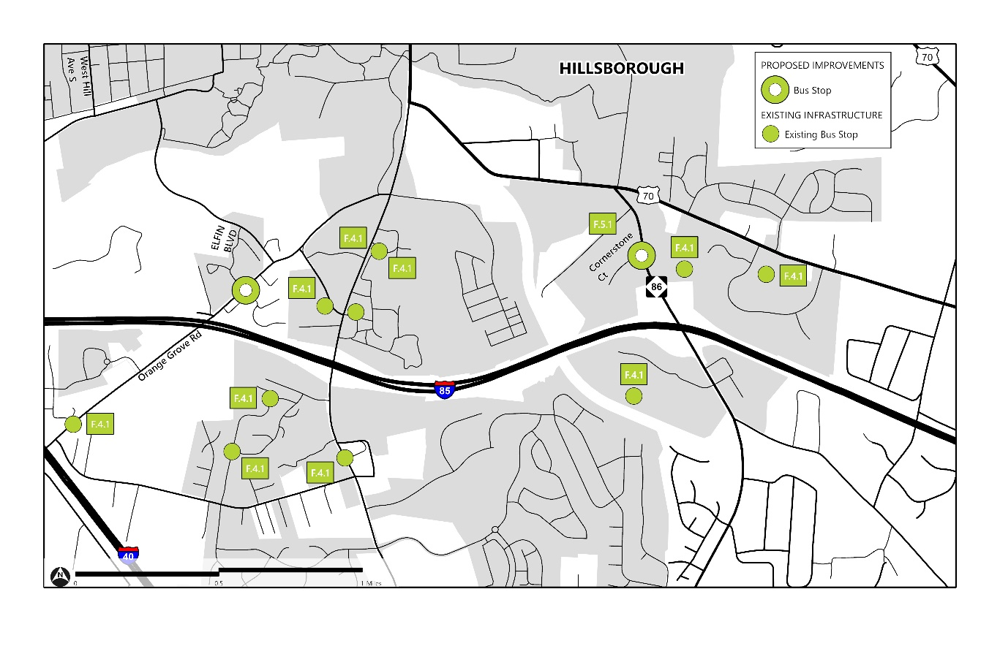 West Hill
Ave S
HILLSBOROUGH
70
PROPOSED IMPROVEMENTS
Bus Stop
EXISTING INFRASTRUCTURE
Existing Bus Stop
70
F.5.1
ELFIN
BLVD
F.4.1
Cornerstone
Ct
F.4.1
F.4.1
F.4.1
F.4.1
86
Orange Grove Rd
F.4.1
85
F.4.1
F.4.1
F.4.1
F.4.1
40
N
0
0.5
1 Miles